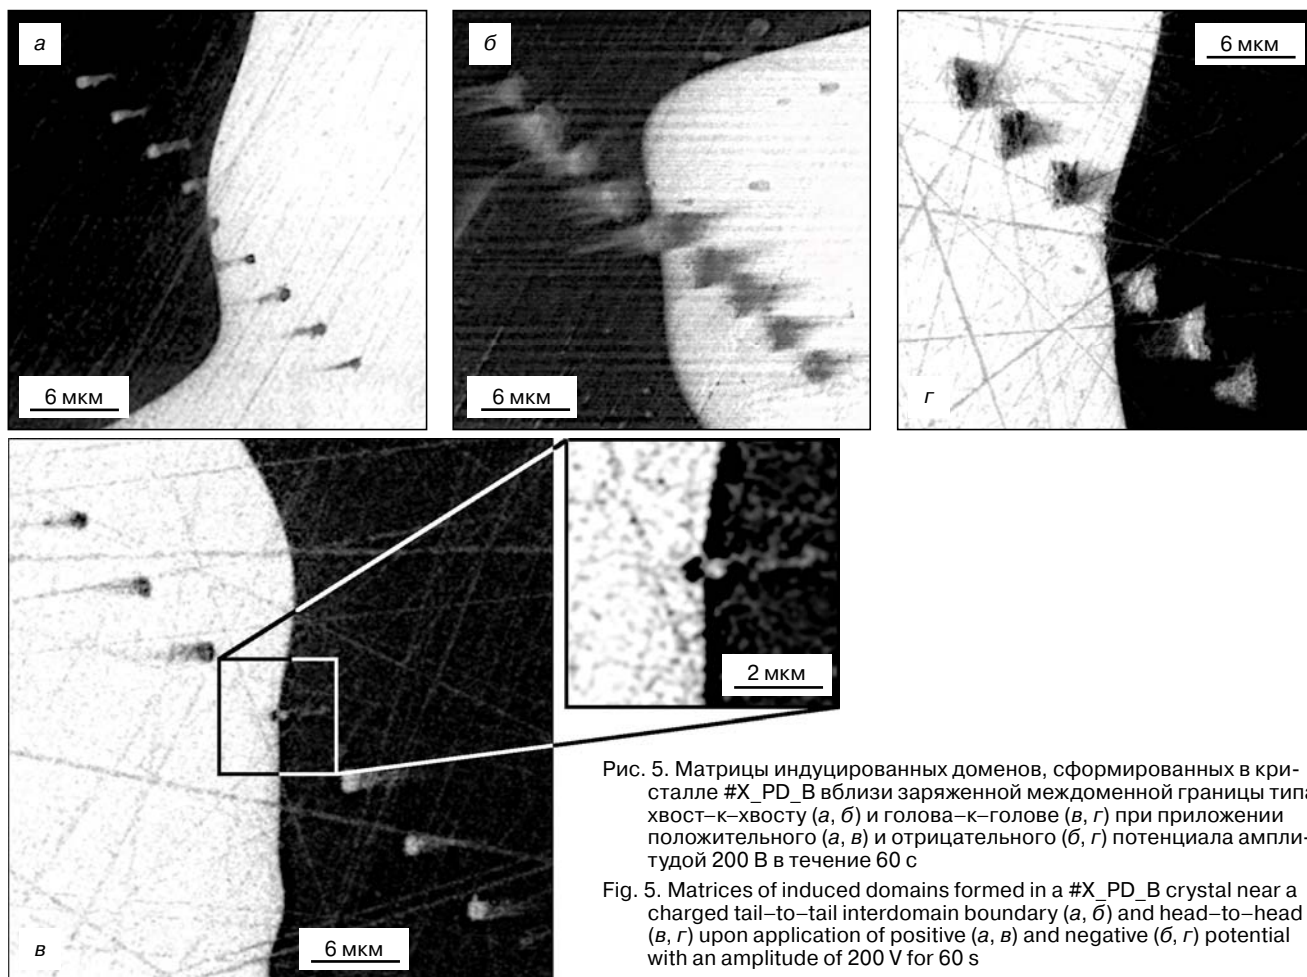 а
б
6 мкм
6 мкм
6 мкм
г
2 мкм
в
6 мкм
Рис. 5. Матрицы индуцированных доменов, сформированных в кри-
сталле #X_PD_B вблизи заряженной междоменной границы типа
хвост–к–хвосту (а, б) и голова–к–голове (в, г) при приложении
положительного (а, в) и отрицательного (б, г) потенциала ампли-
тудой 200 В в течение 60 с
Fig. 5. Matrices of induced domains formed in a #X_PD_B crystal near a
charged tail–to–tail interdomain boundary (а, б) and head–to–head
(в, г) upon application of positive (а, в) and negative (б, г) potential
with an amplitude of 200 V for 60 s